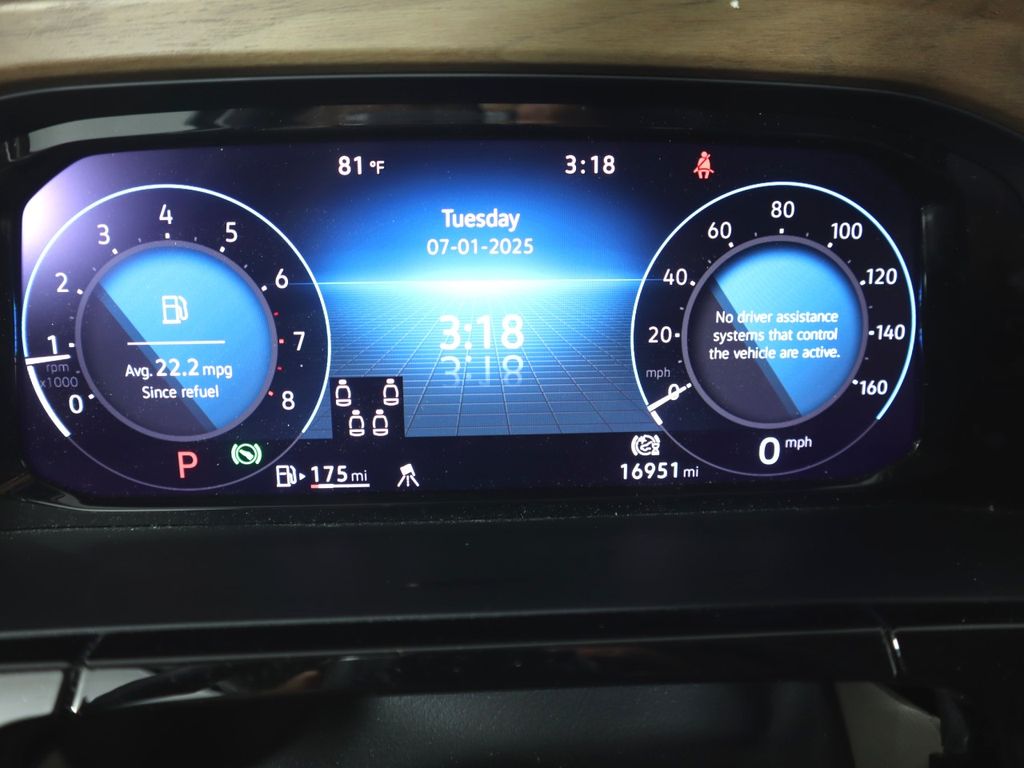 81 °F
3:18
Tuesday
07-01-2025
3:18
0
1
2
3
4
5
6
7
8
rpm
x1000
Avg. 22.2 mpg
Since refuel
P
175 mi
0
20
40
60
80
100
120
140
160
mph
No driver assistance
systems that control
the vehicle are active.
0 mph
16951 mi